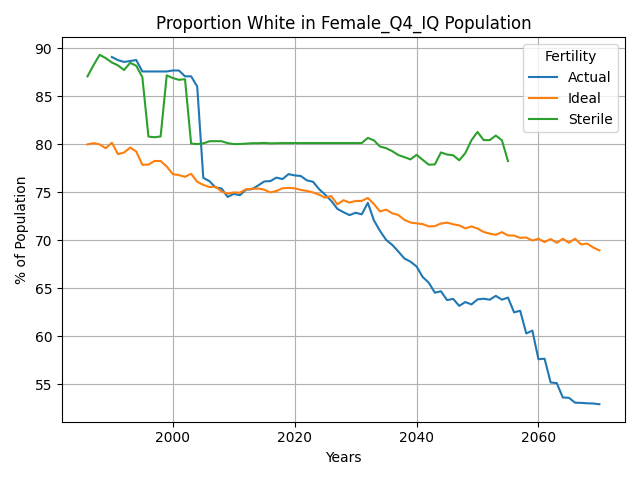 Proportion White in Female_Q4_IQ Population
% of Population
90
85
80
75
70
65
60
55
Fertility
Actual
Ideal
Sterile
2000
2020
2040
2060
Years